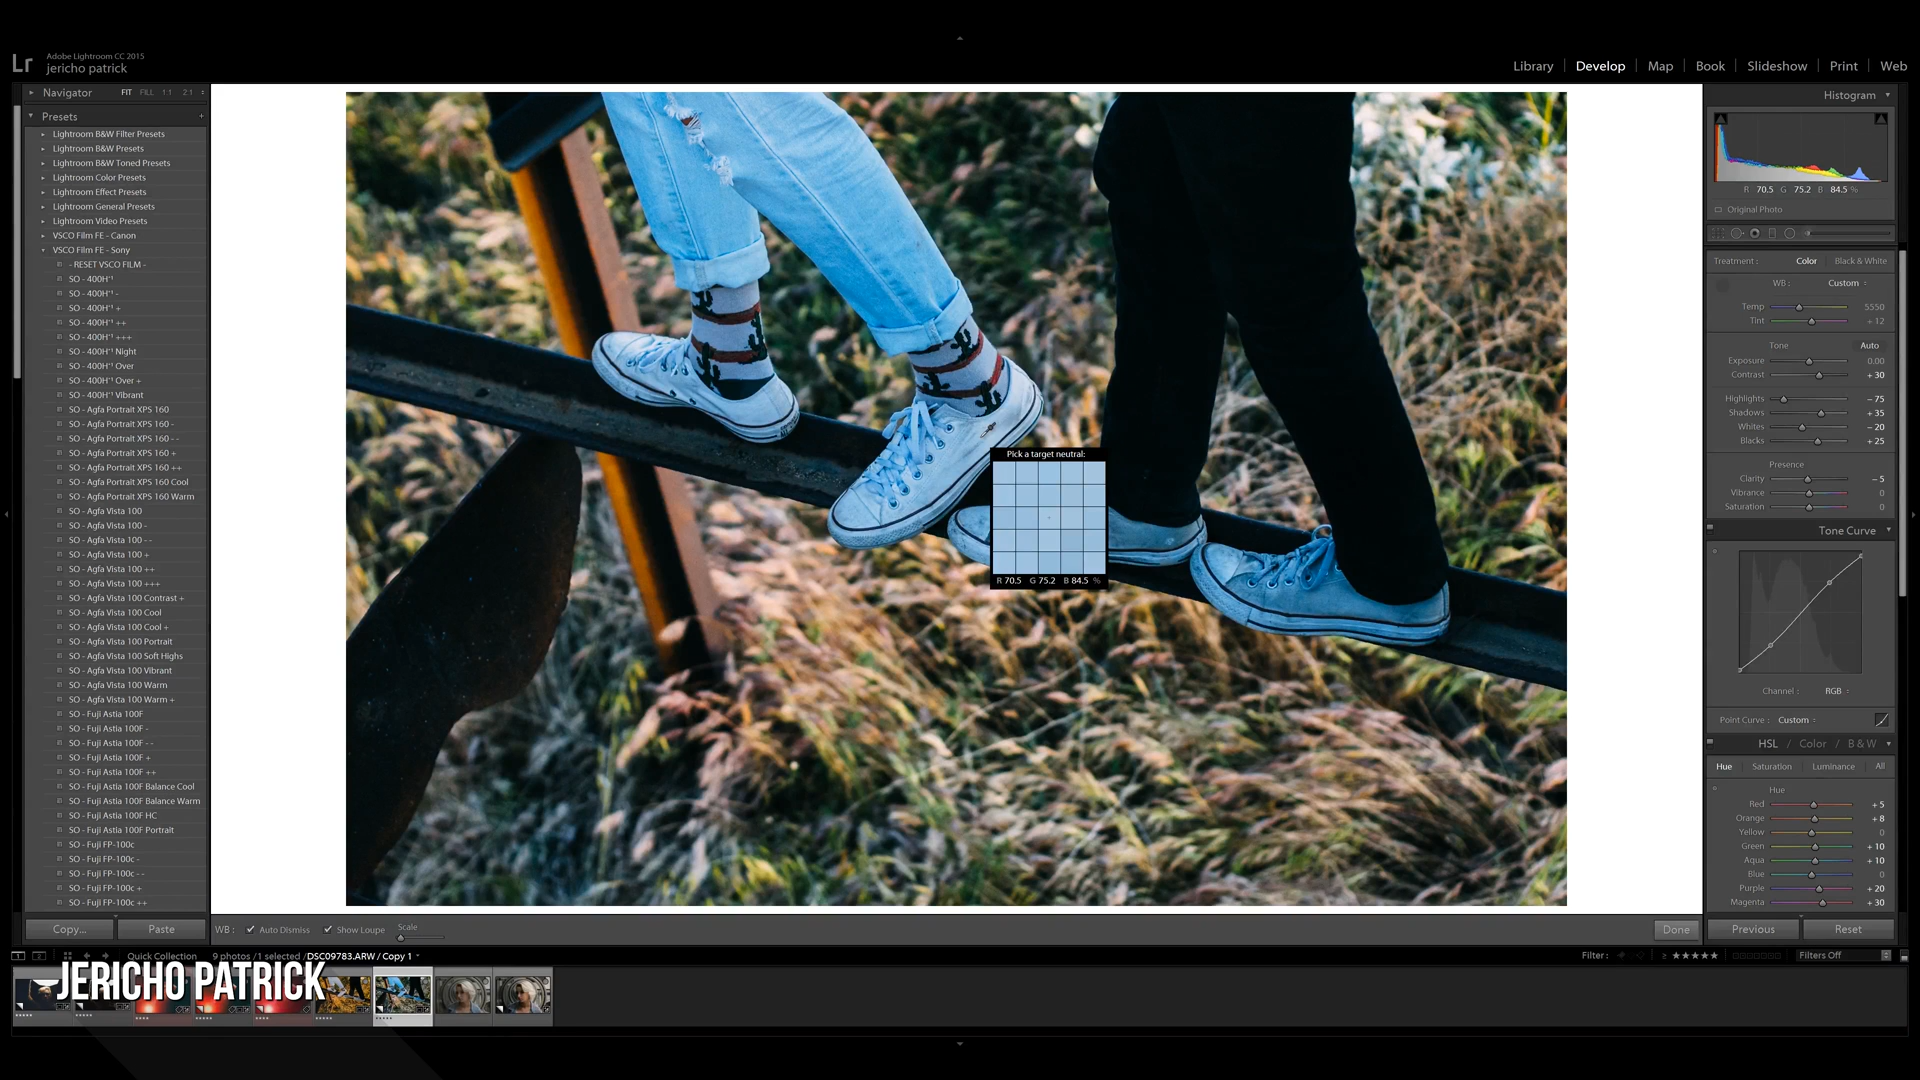 Lr
Adobe Lightroom CC 2015
jericho patrick
Library | Develop | Map | Book | Slideshow | Print | Web
Navigator FIT FILL 1:1 2:1
Presets +
Lightroom B&W Filter Presets
Lightroom B&W Presets
Lightroom B&W Toned Presets
Lightroom Color Presets
Lightroom Effect Presets
Lightroom General Presets
Lightroom Video Presets
VSCO Film FE - Canon
VSCO Film FE - Sony
- RESET VSCO FILM -
SO - 400H⁺¹
SO - 400H⁺¹ -
SO - 400H⁺¹ +
SO - 400H⁺¹ ++
SO - 400H⁺¹ +++
SO - 400H⁺¹ Night
SO - 400H⁺¹ Over
SO - 400H⁺¹ Over +
SO - 400H⁺¹ Vibrant
SO - Agfa Portrait XPS 160
SO - Agfa Portrait XPS 160 -
SO - Agfa Portrait XPS 160 - -
SO - Agfa Portrait XPS 160 +
SO - Agfa Portrait XPS 160 ++
SO - Agfa Portrait XPS 160 Cool
SO - Agfa Portrait XPS 160 Warm
SO - Agfa Vista 100
SO - Agfa Vista 100 -
SO - Agfa Vista 100 - -
SO - Agfa Vista 100 +
SO - Agfa Vista 100 ++
SO - Agfa Vista 100 +++
SO - Agfa Vista 100 Contrast +
SO - Agfa Vista 100 Cool
SO - Agfa Vista 100 Cool +
SO - Agfa Vista 100 Portrait
SO - Agfa Vista 100 Soft Highs
SO - Agfa Vista 100 Vibrant
SO - Agfa Vista 100 Warm
SO - Agfa Vista 100 Warm +
SO - Fuji Astia 100F
SO - Fuji Astia 100F -
SO - Fuji Astia 100F - -
SO - Fuji Astia 100F +
SO - Fuji Astia 100F ++
SO - Fuji Astia 100F Balance Cool
SO - Fuji Astia 100F Balance Warm
SO - Fuji Astia 100F HC
SO - Fuji Astia 100F Portrait
SO - Fuji FP-100c
SO - Fuji FP-100c -
SO - Fuji FP-100c - -
SO - Fuji FP-100c +
SO - Fuji FP-100c ++
Copy... Paste
Pick a target neutral:
R 70.5 G 75.2 B 84.5 %
WB : Auto Dismiss Show Loupe Scale
Done
Histogram
R 70.5 G 75.2 B 84.5 %
Original Photo
Treatment : Color Black & White
WB : Custom
Temp 5550
Tint + 12
Tone Auto
Exposure 0.00
Contrast + 30
Highlights - 75
Shadows + 35
Whites - 20
Blacks + 25
Presence
Clarity - 5
Vibrance 0
Saturation 0
Tone Curve
Channel : RGB
Point Curve : Custom
HSL / Color / B & W
Hue Saturation Luminance All
Hue
Red + 5
Orange + 8
Yellow 0
Green + 10
Aqua + 10
Blue 0
Purple + 20
Magenta + 30
Previous Reset
1 2 Quick Collection 9 photos / 1 selected / DSC09783.ARW / Copy 1
Filter : ≥ ★★★★★ Filters Off
JERICHO PATRICK